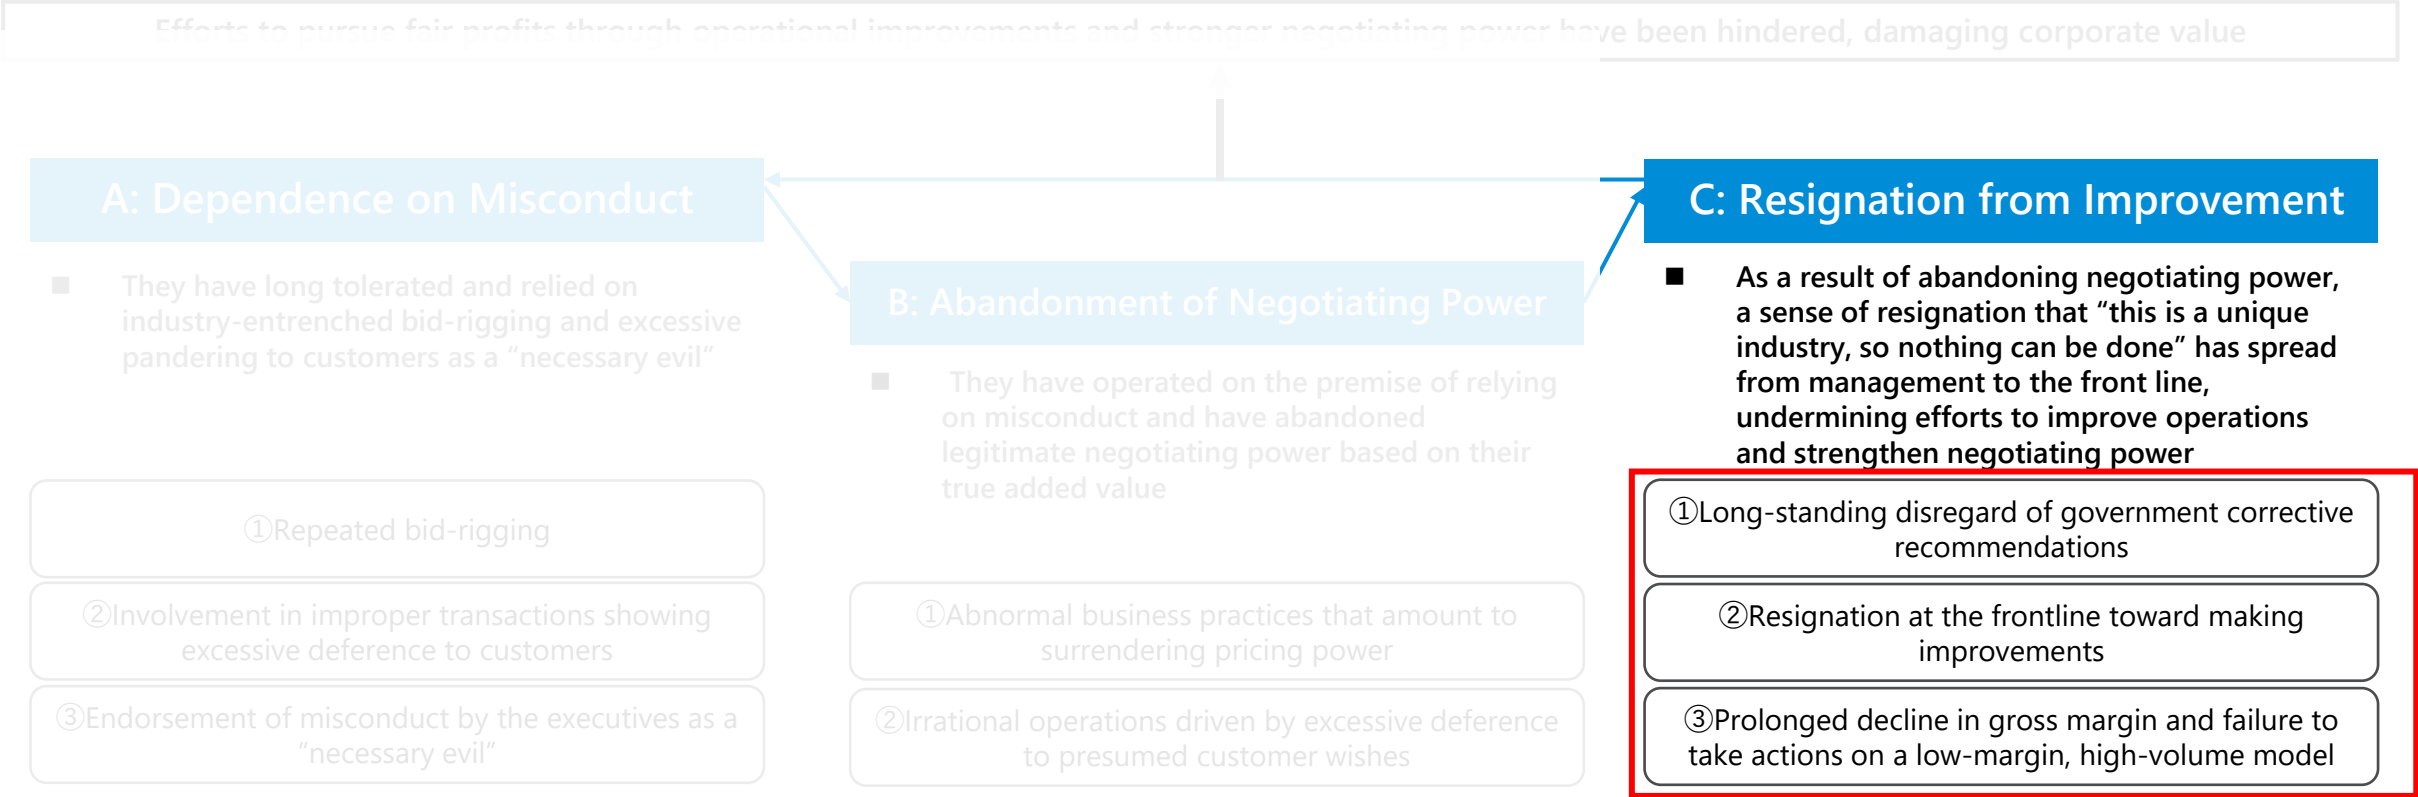 Efforts to pursue fair profits through operational improvements and stronger negotiating power have been hindered, damaging corporate value
A: Dependence on Misconduct
■ They have long tolerated and relied on
industry-entrenched bid-rigging and excessive
pandering to customers as a “necessary evil”
①Repeated bid-rigging
②Involvement in improper transactions showing
excessive deference to customers
③Endorsement of misconduct by the executives as a
“necessary evil”
B: Abandonment of Negotiating Power
■ They have operated on the premise of relying
on misconduct and have abandoned
legitimate negotiating power based on their
true added value
①Abnormal business practices that amount to
surrendering pricing power
②Irrational operations driven by excessive deference
to presumed customer wishes
C: Resignation from Improvement
■ As a result of abandoning negotiating power,
a sense of resignation that “this is a unique
industry, so nothing can be done” has spread
from management to the front line,
undermining efforts to improve operations
and strengthen negotiating power
①Long-standing disregard of government corrective
recommendations
②Resignation at the frontline toward making
improvements
③Prolonged decline in gross margin and failure to
take actions on a low-margin, high-volume model